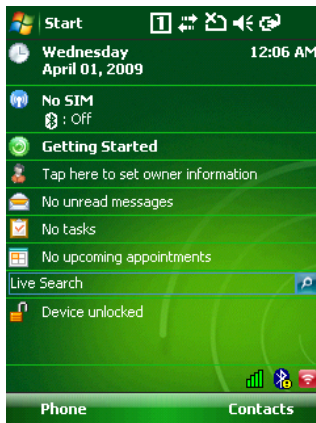 Start 1
Wednesday 12:06 AM
April 01, 2009
No SIM
: Off
Getting Started
Tap here to set owner information
No unread messages
No tasks
No upcoming appointments
Live Search
Device unlocked
Phone Contacts